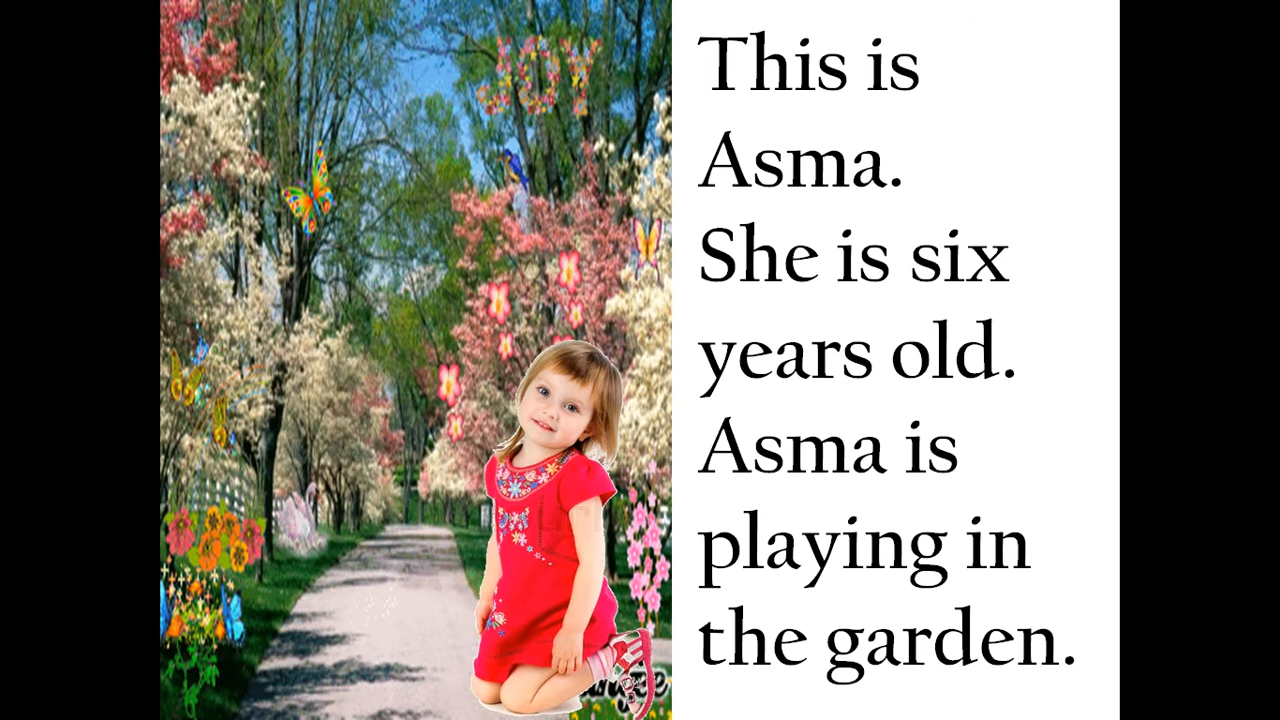 JOY
This is
Asma.
She is six
years old.
Asma is
playing in
the garden.